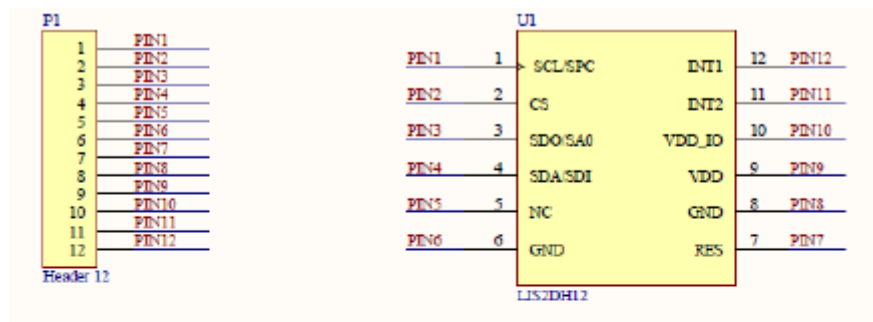 P1
1 PIN1
2 PIN2
3 PIN3
4 PIN4
5 PIN5
6 PIN6
7 PIN7
8 PIN8
9 PIN9
10 PIN10
11 PIN11
12 PIN12
Header 12
U1
PIN1 1 SCL/SPC INT1 12 PIN12
PIN2 2 CS INT2 11 PIN11
PIN3 3 SDO/SA0 VDD_IO 10 PIN10
PIN4 4 SDA/SDI VDD 9 PIN9
PIN5 5 NC GND 8 PIN8
PIN6 6 GND RES 7 PIN7
LIS2DH12